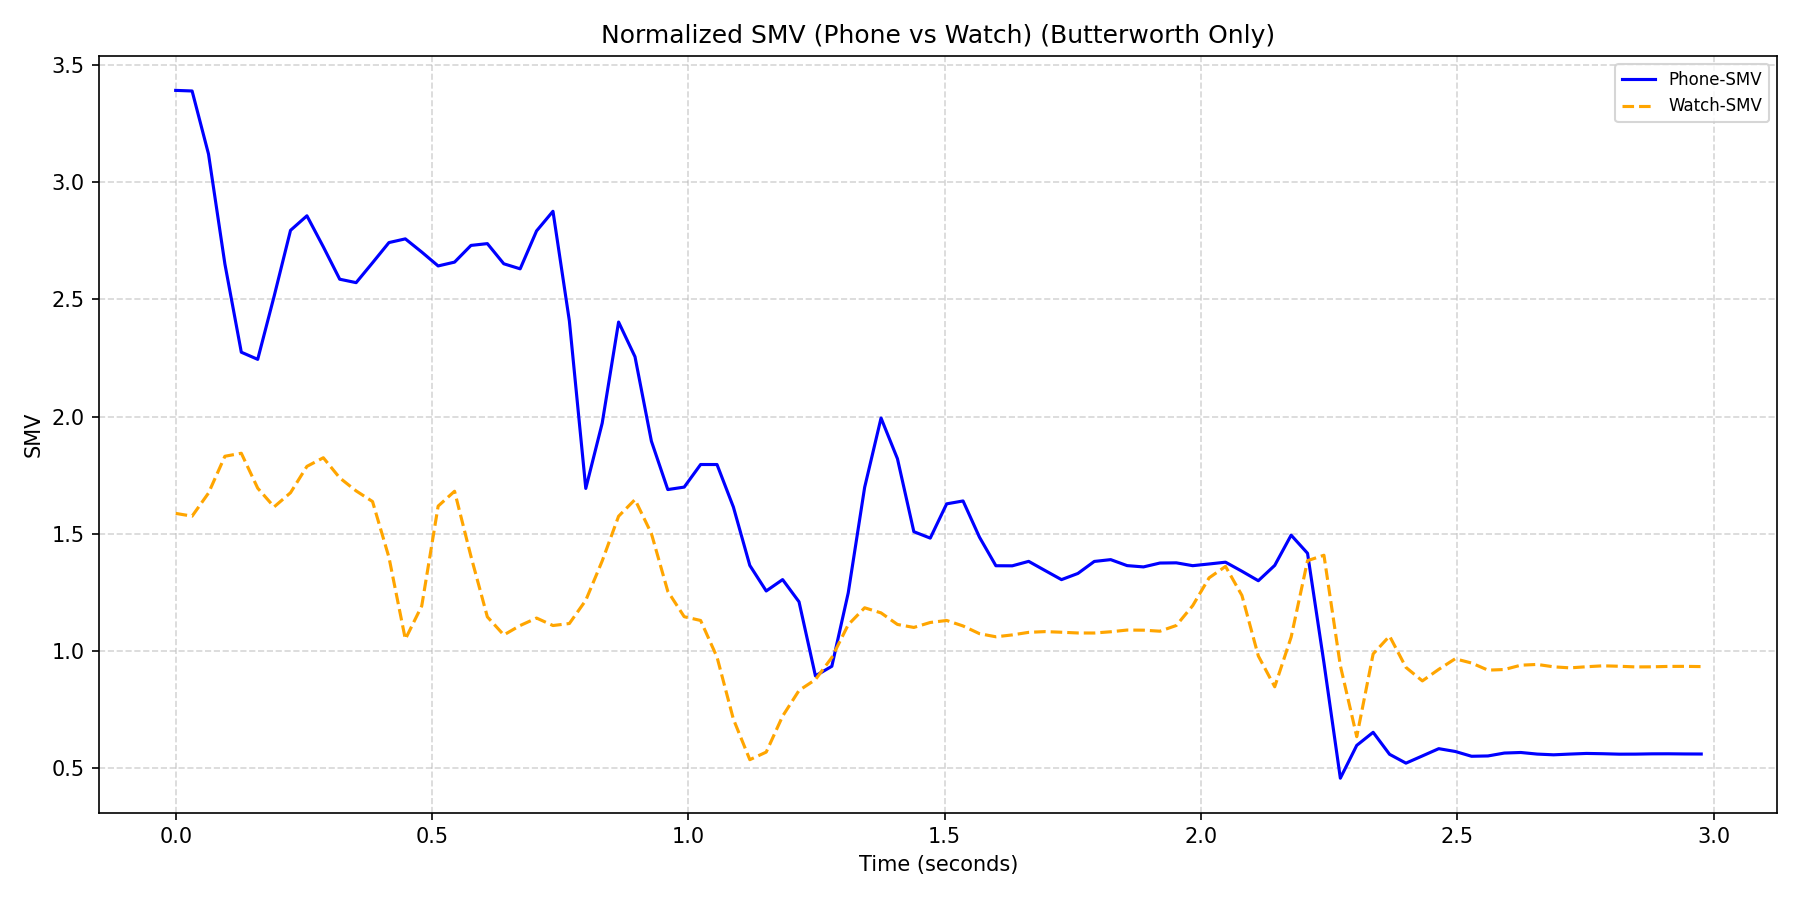 Normalized SMV (Phone vs Watch) (Butterworth Only)
Phone-SMV
Watch-SMV
SMV
3.5
3.0
2.5
2.0
1.5
1.0
0.5
0.0 0.5 1.0 1.5 2.0 2.5 3.0
Time (seconds)